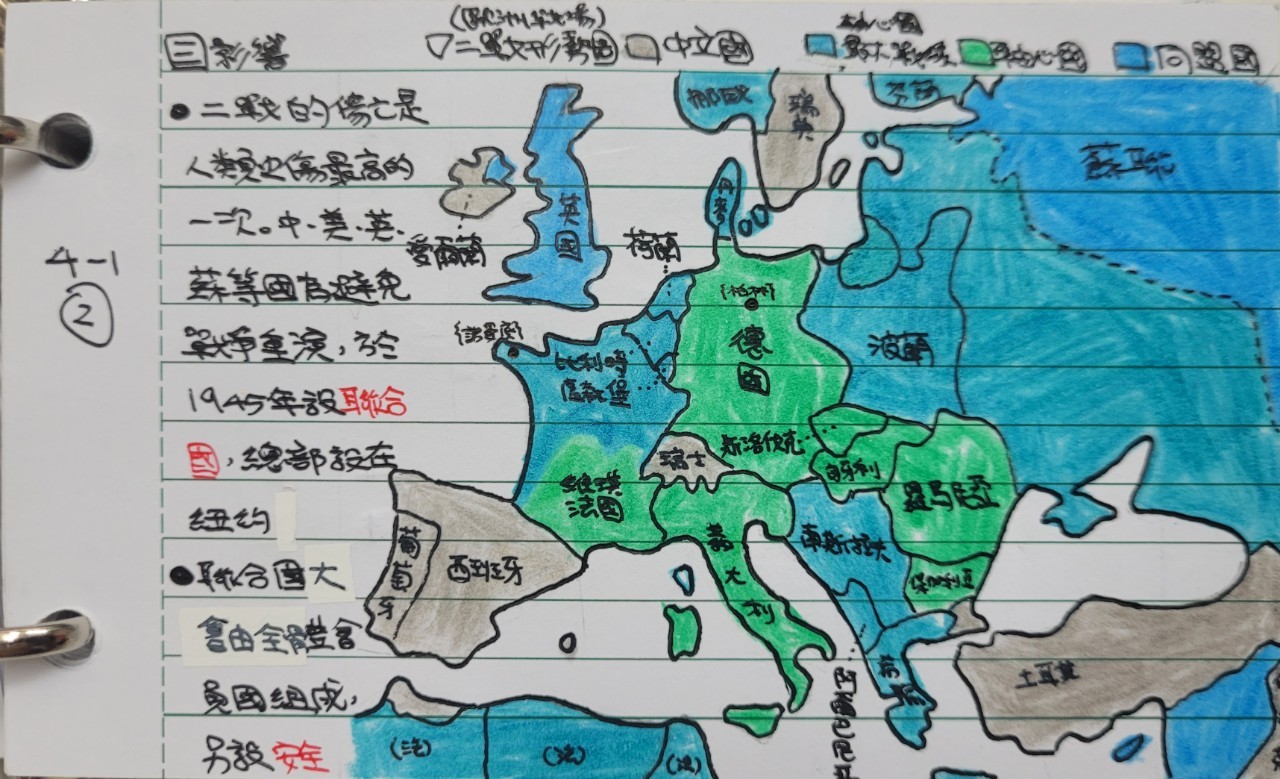 三影響
(歐洲戰場)
▽二戰大形勢圖
中立國
軸心國
最大戰線
軸心國
同盟國
●二戰的傷亡是
人類史傷最高的
一次。中、美、英、
蘇等國為避免
戰爭重演,於
1945年設聯合
國,總部設在
紐約
●聯合國大
會由全體會
員國組成,
另設安全
4-1
②
挪威
瑞典
芬蘭
蘇聯
英國
愛爾蘭
丹麥
荷蘭
(柏林)
德國
波蘭
諾曼第
比利時
盧森堡
瑞士
斯洛伐克
匈牙利
羅馬尼亞
維琪
法國
義大利
南斯拉夫
保加利亞
葡萄牙
西班牙
希臘
阿爾巴尼亞
土耳其
(法)
(法)
(法)